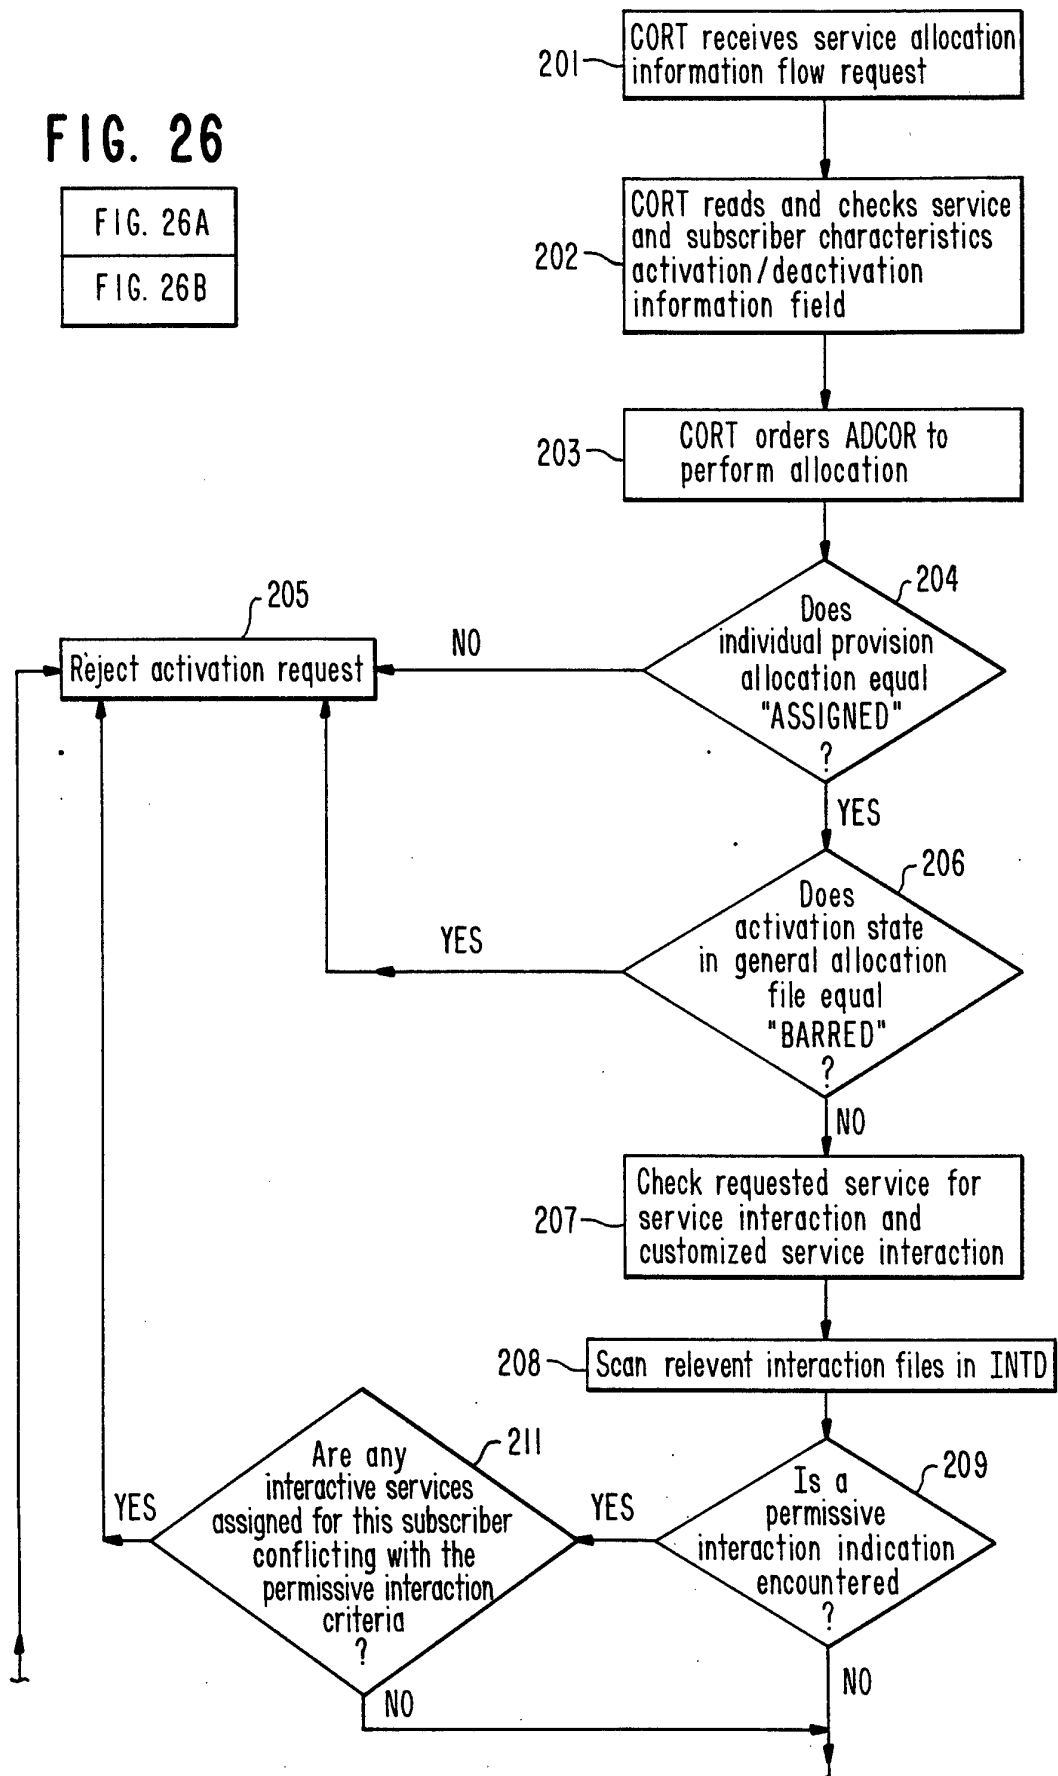 FIG. 26
FIG. 26A
FIG. 26B
201
CORT receives service allocation
information flow request
202
CORT reads and checks service
and subscriber characteristics
activation/deactivation
information field
203
CORT orders ADCOR to
perform allocation
204
Does
individual provision
allocation equal
"ASSIGNED"
?
NO
YES
205
Reject activation request
206
Does
activation state
in general allocation
file equal
"BARRED"
?
YES
NO
207
Check requested service for
service interaction and
customized service interaction
208
Scan relevent interaction files in INTD
209
Is a
permissive
interaction indication
encountered
?
YES
NO
211
Are any
interactive services
assigned for this subscriber
conflicting with the
permissive interaction
criteria
?
YES
NO